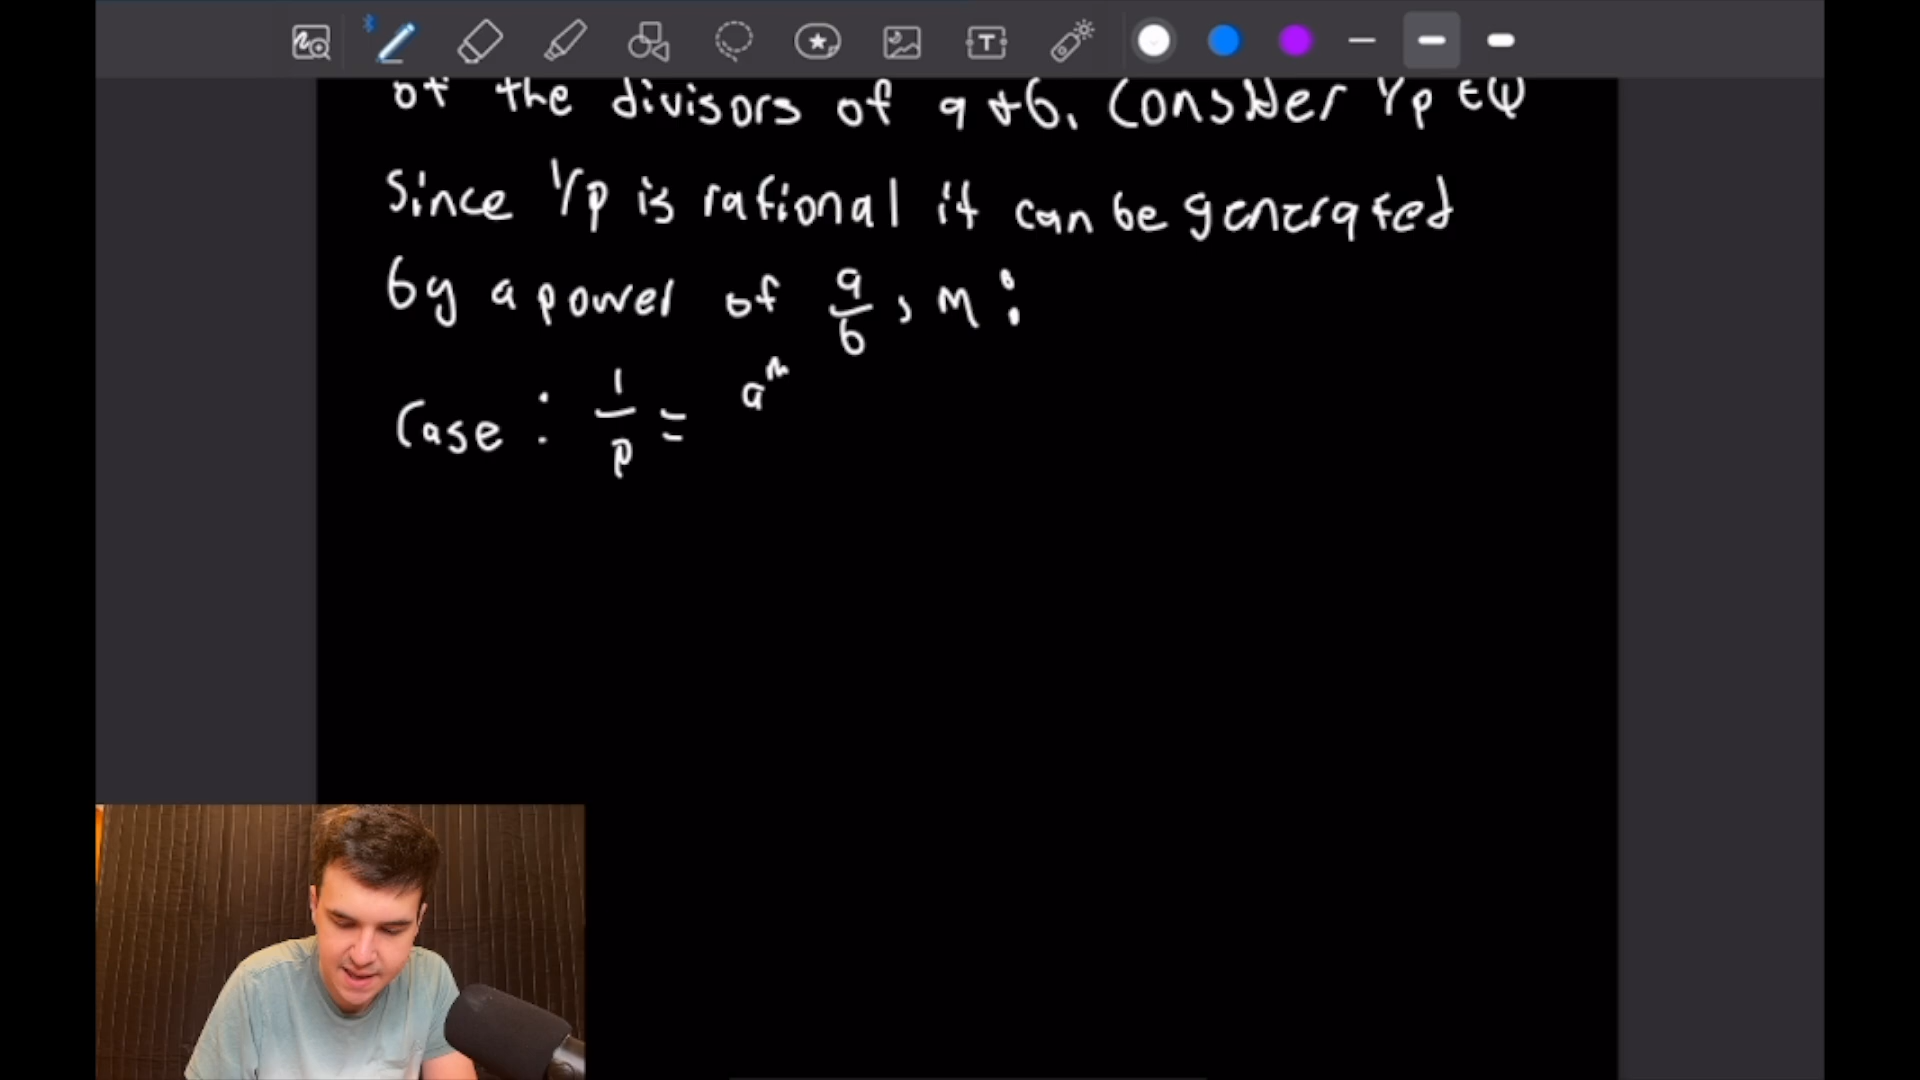 of the divisors of a & b. Consider 1/p ∈ Q
Since 1/p is rational it can be generated
by a power of a/b, m:
Case: 1/p = a^m
T